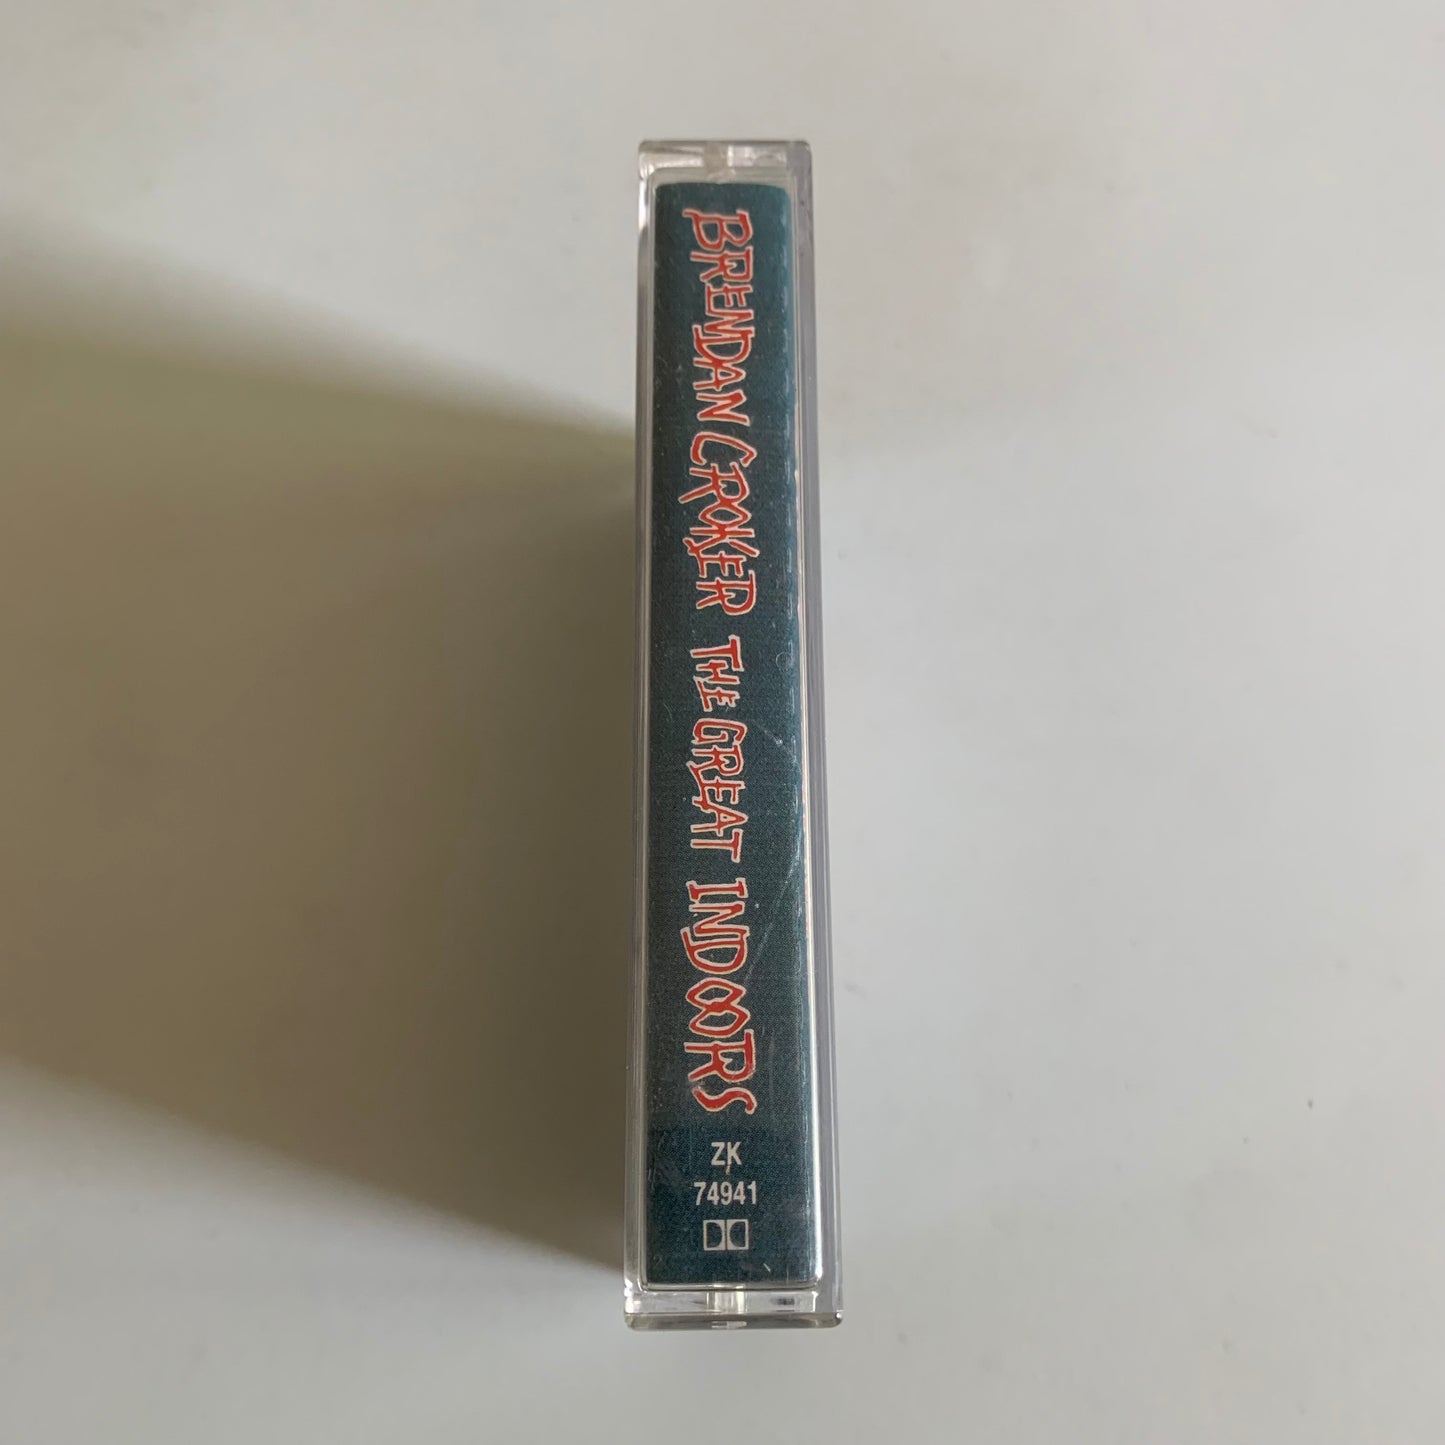 BRENDAN CROKER THE GREAT INDOORS
ZK
74941